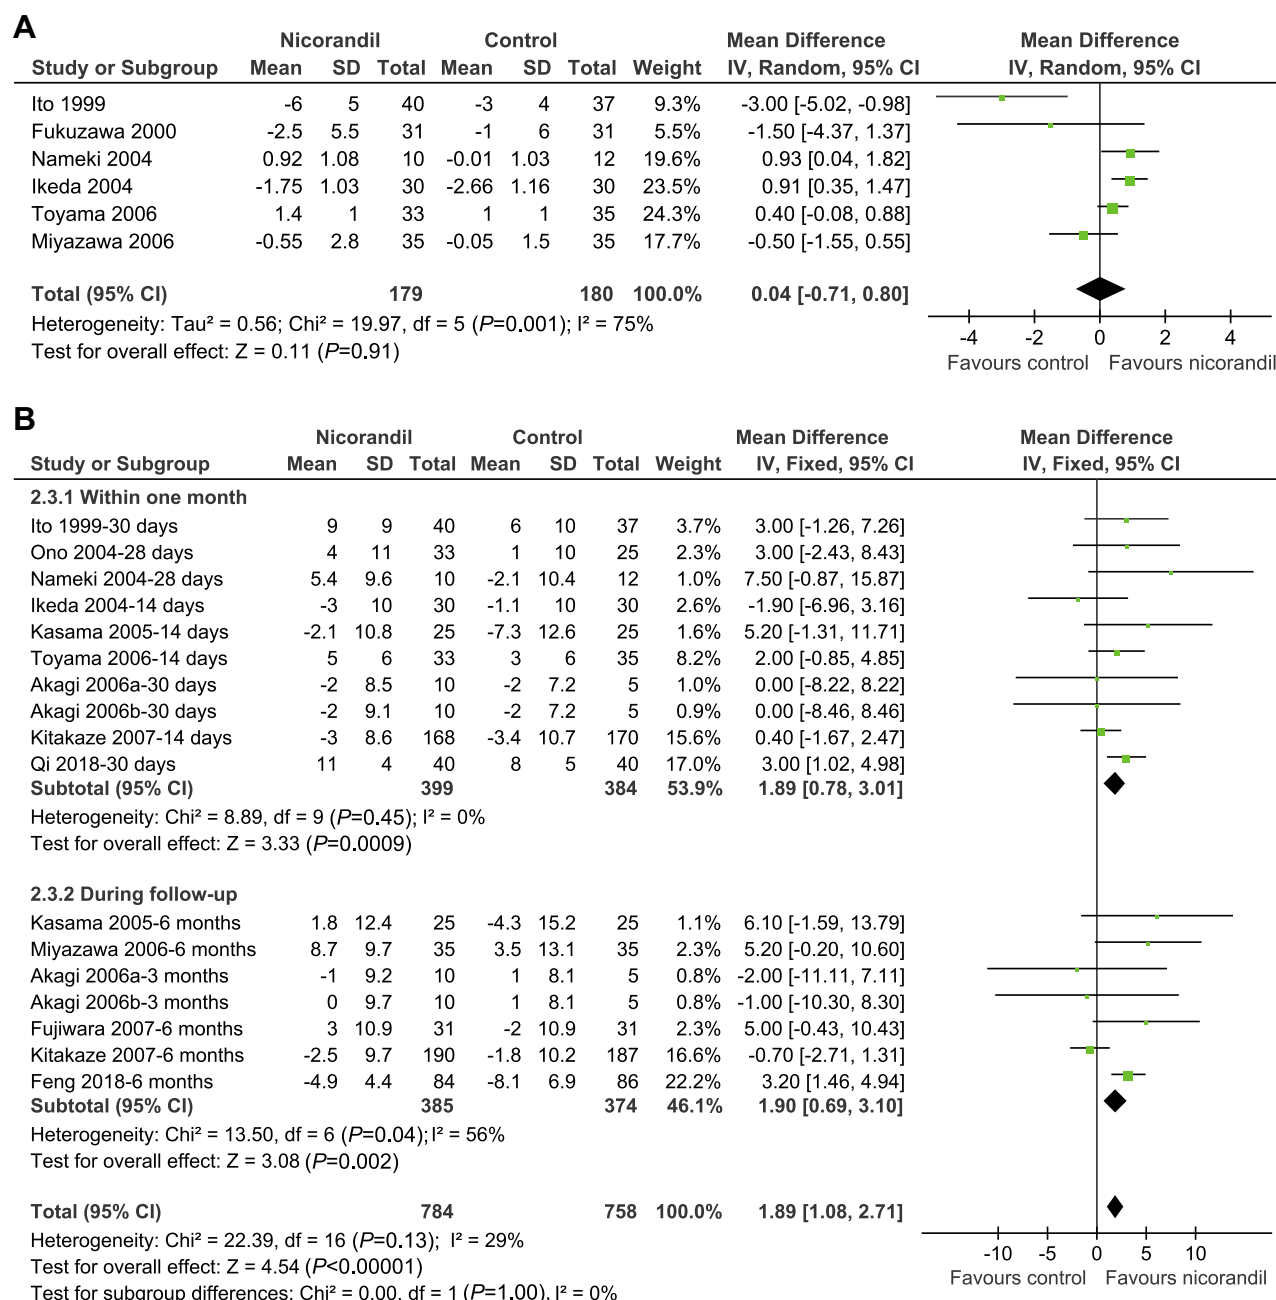 A
Nicorandil Control Mean Difference Mean Difference
Study or Subgroup Mean SD Total Mean SD Total Weight IV, Random, 95% CI IV, Random, 95% CI
Ito 1999 -6 5 40 -3 4 37 9.3% -3.00 [-5.02, -0.98]
Fukuzawa 2000 -2.5 5.5 31 -1 6 31 5.5% -1.50 [-4.37, 1.37]
Nameki 2004 0.92 1.08 10 -0.01 1.03 12 19.6% 0.93 [0.04, 1.82]
Ikeda 2004 -1.75 1.03 30 -2.66 1.16 30 23.5% 0.91 [0.35, 1.47]
Toyama 2006 1.4 1 33 1 1 35 24.3% 0.40 [-0.08, 0.88]
Miyazawa 2006 -0.55 2.8 35 -0.05 1.5 35 17.7% -0.50 [-1.55, 0.55]
Total (95% CI) 179 180 100.0% 0.04 [-0.71, 0.80]
Heterogeneity: Tau² = 0.56; Chi² = 19.97, df = 5 (P=0.001); I² = 75%
Test for overall effect: Z = 0.11 (P=0.91)
-4 -2 0 2 4
Favours control Favours nicorandil
B
Nicorandil Control Mean Difference Mean Difference
Study or Subgroup Mean SD Total Mean SD Total Weight IV, Fixed, 95% CI IV, Fixed, 95% CI
2.3.1 Within one month
Ito 1999-30 days 9 9 40 6 10 37 3.7% 3.00 [-1.26, 7.26]
Ono 2004-28 days 4 11 33 1 10 25 2.3% 3.00 [-2.43, 8.43]
Nameki 2004-28 days 5.4 9.6 10 -2.1 10.4 12 1.0% 7.50 [-0.87, 15.87]
Ikeda 2004-14 days -3 10 30 -1.1 10 30 2.6% -1.90 [-6.96, 3.16]
Kasama 2005-14 days -2.1 10.8 25 -7.3 12.6 25 1.6% 5.20 [-1.31, 11.71]
Toyama 2006-14 days 5 6 33 3 6 35 8.2% 2.00 [-0.85, 4.85]
Akagi 2006a-30 days -2 8.5 10 -2 7.2 5 1.0% 0.00 [-8.22, 8.22]
Akagi 2006b-30 days -2 9.1 10 -2 7.2 5 0.9% 0.00 [-8.46, 8.46]
Kitakaze 2007-14 days -3 8.6 168 -3.4 10.7 170 15.6% 0.40 [-1.67, 2.47]
Qi 2018-30 days 11 4 40 8 5 40 17.0% 3.00 [1.02, 4.98]
Subtotal (95% CI) 399 384 53.9% 1.89 [0.78, 3.01]
Heterogeneity: Chi² = 8.89, df = 9 (P=0.45); I² = 0%
Test for overall effect: Z = 3.33 (P=0.0009)
2.3.2 During follow-up
Kasama 2005-6 months 1.8 12.4 25 -4.3 15.2 25 1.1% 6.10 [-1.59, 13.79]
Miyazawa 2006-6 months 8.7 9.7 35 3.5 13.1 35 2.3% 5.20 [-0.20, 10.60]
Akagi 2006a-3 months -1 9.2 10 1 8.1 5 0.8% -2.00 [-11.11, 7.11]
Akagi 2006b-3 months 0 9.7 10 1 8.1 5 0.8% -1.00 [-10.30, 8.30]
Fujiwara 2007-6 months 3 10.9 31 -2 10.9 31 2.3% 5.00 [-0.43, 10.43]
Kitakaze 2007-6 months -2.5 9.7 190 -1.8 10.2 187 16.6% -0.70 [-2.71, 1.31]
Feng 2018-6 months -4.9 4.4 84 -8.1 6.9 86 22.2% 3.20 [1.46, 4.94]
Subtotal (95% CI) 385 374 46.1% 1.90 [0.69, 3.10]
Heterogeneity: Chi² = 13.50, df = 6 (P=0.04); I² = 56%
Test for overall effect: Z = 3.08 (P=0.002)
Total (95% CI) 784 758 100.0% 1.89 [1.08, 2.71]
Heterogeneity: Chi² = 22.39, df = 16 (P=0.13); I² = 29%
Test for overall effect: Z = 4.54 (P<0.00001)
Test for subgroup differences: Chi² = 0.00, df = 1 (P=1.00), I² = 0%
-10 -5 0 5 10
Favours control Favours nicorandil